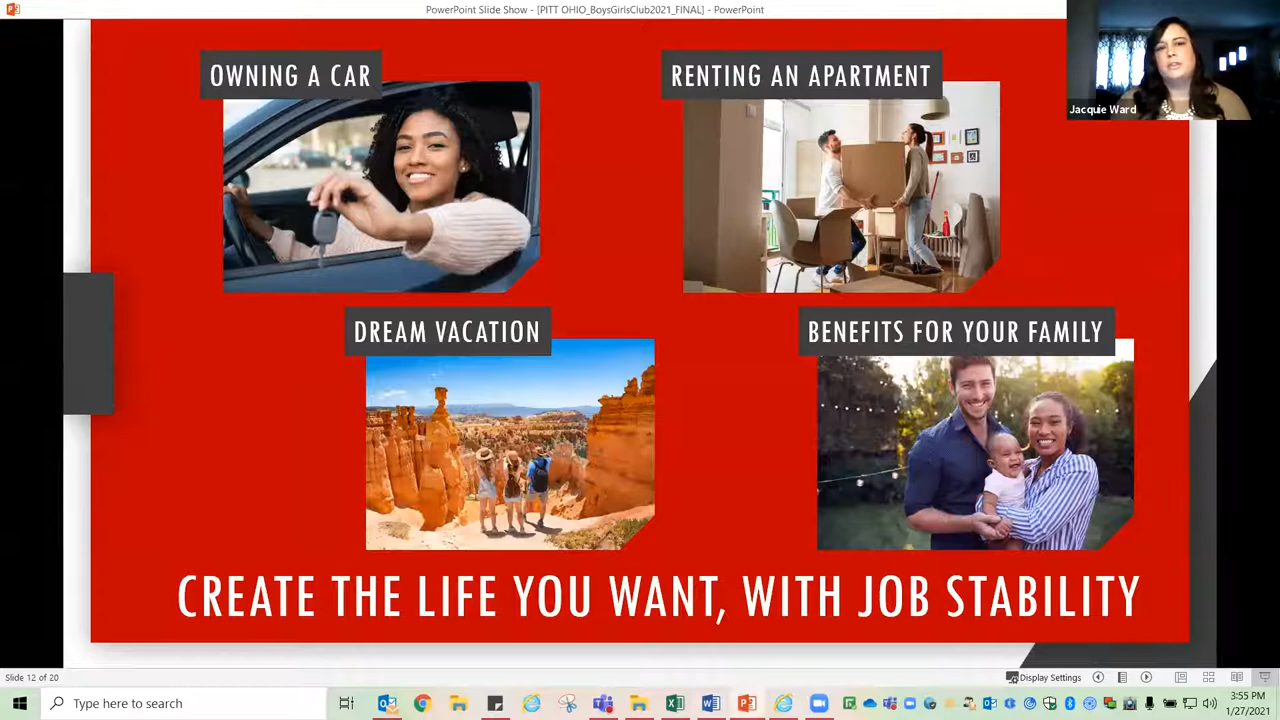 PowerPoint Slide Show - [PITT OHIO_BoysGirlsClub2021_FINAL] - PowerPoint
OWNING A CAR
RENTING AN APARTMENT
Jacquie Ward
DREAM VACATION
BENEFITS FOR YOUR FAMILY
CREATE THE LIFE YOU WANT, WITH JOB STABILITY
Slide 12 of 20
Display Settings
Type here to search
3:55 PM
1/27/2021